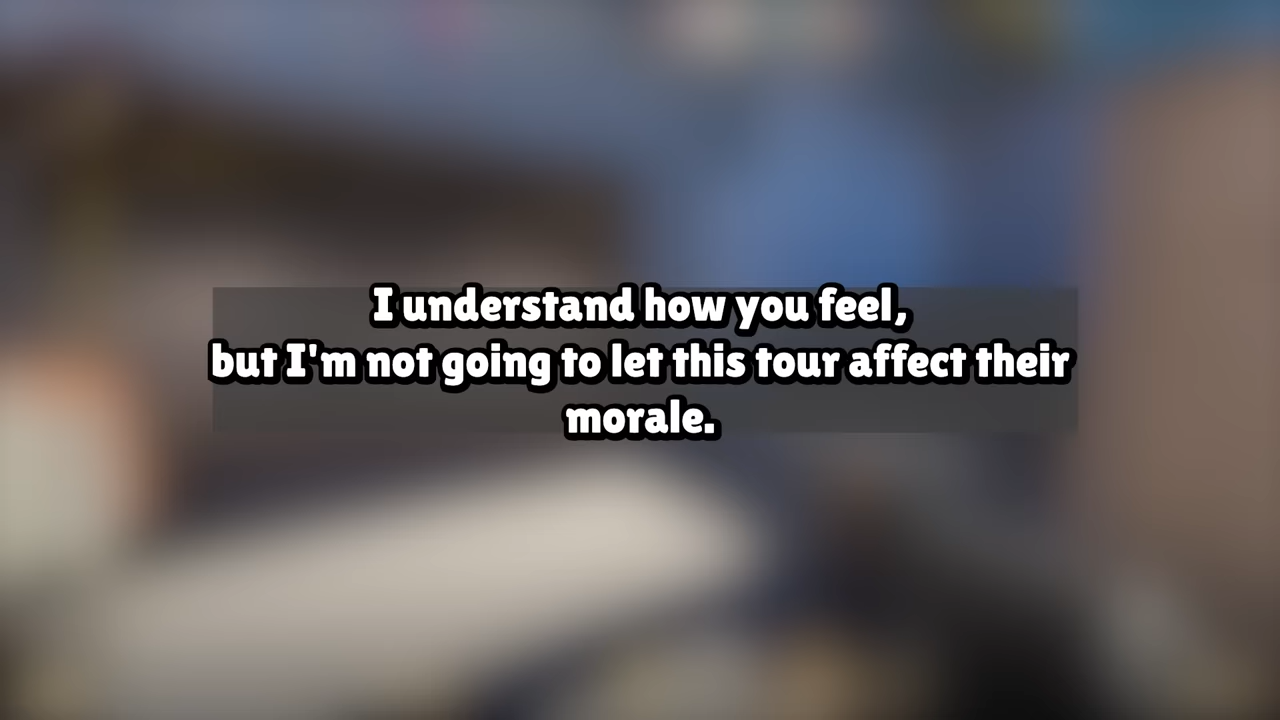 I understand how you feel,
but I'm not going to let this tour affect their
morale.